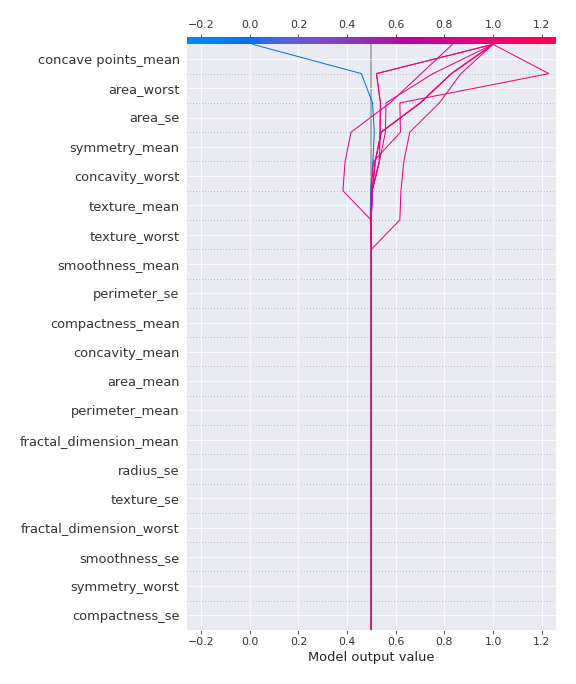 −0.2 0.0 0.2 0.4 0.6 0.8 1.0 1.2
concave points_mean
area_worst
area_se
symmetry_mean
concavity_worst
texture_mean
texture_worst
smoothness_mean
perimeter_se
compactness_mean
concavity_mean
area_mean
perimeter_mean
fractal_dimension_mean
radius_se
texture_se
fractal_dimension_worst
smoothness_se
symmetry_worst
compactness_se
−0.2 0.0 0.2 0.4 0.6 0.8 1.0 1.2
Model output value